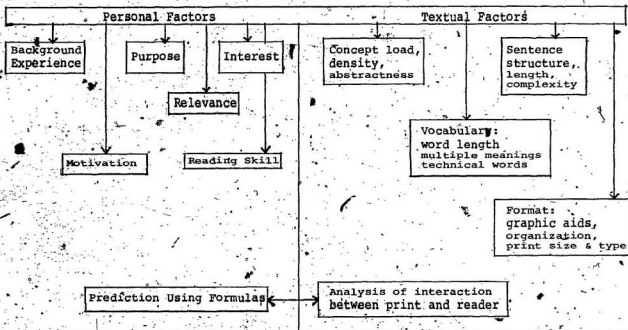 Personal Factors
Textual Factors
Background
Experience
Purpose
Interest
Relevance
Motivation
Reading Skill
Concept load,
density,
abstractness
Sentence
structure,
length,
complexity
Vocabulary:
word length
multiple meanings
technical words
Format:
graphic aids,
organization,
print size & type
Prediction Using Formulas
Analysis of interaction
between print and reader